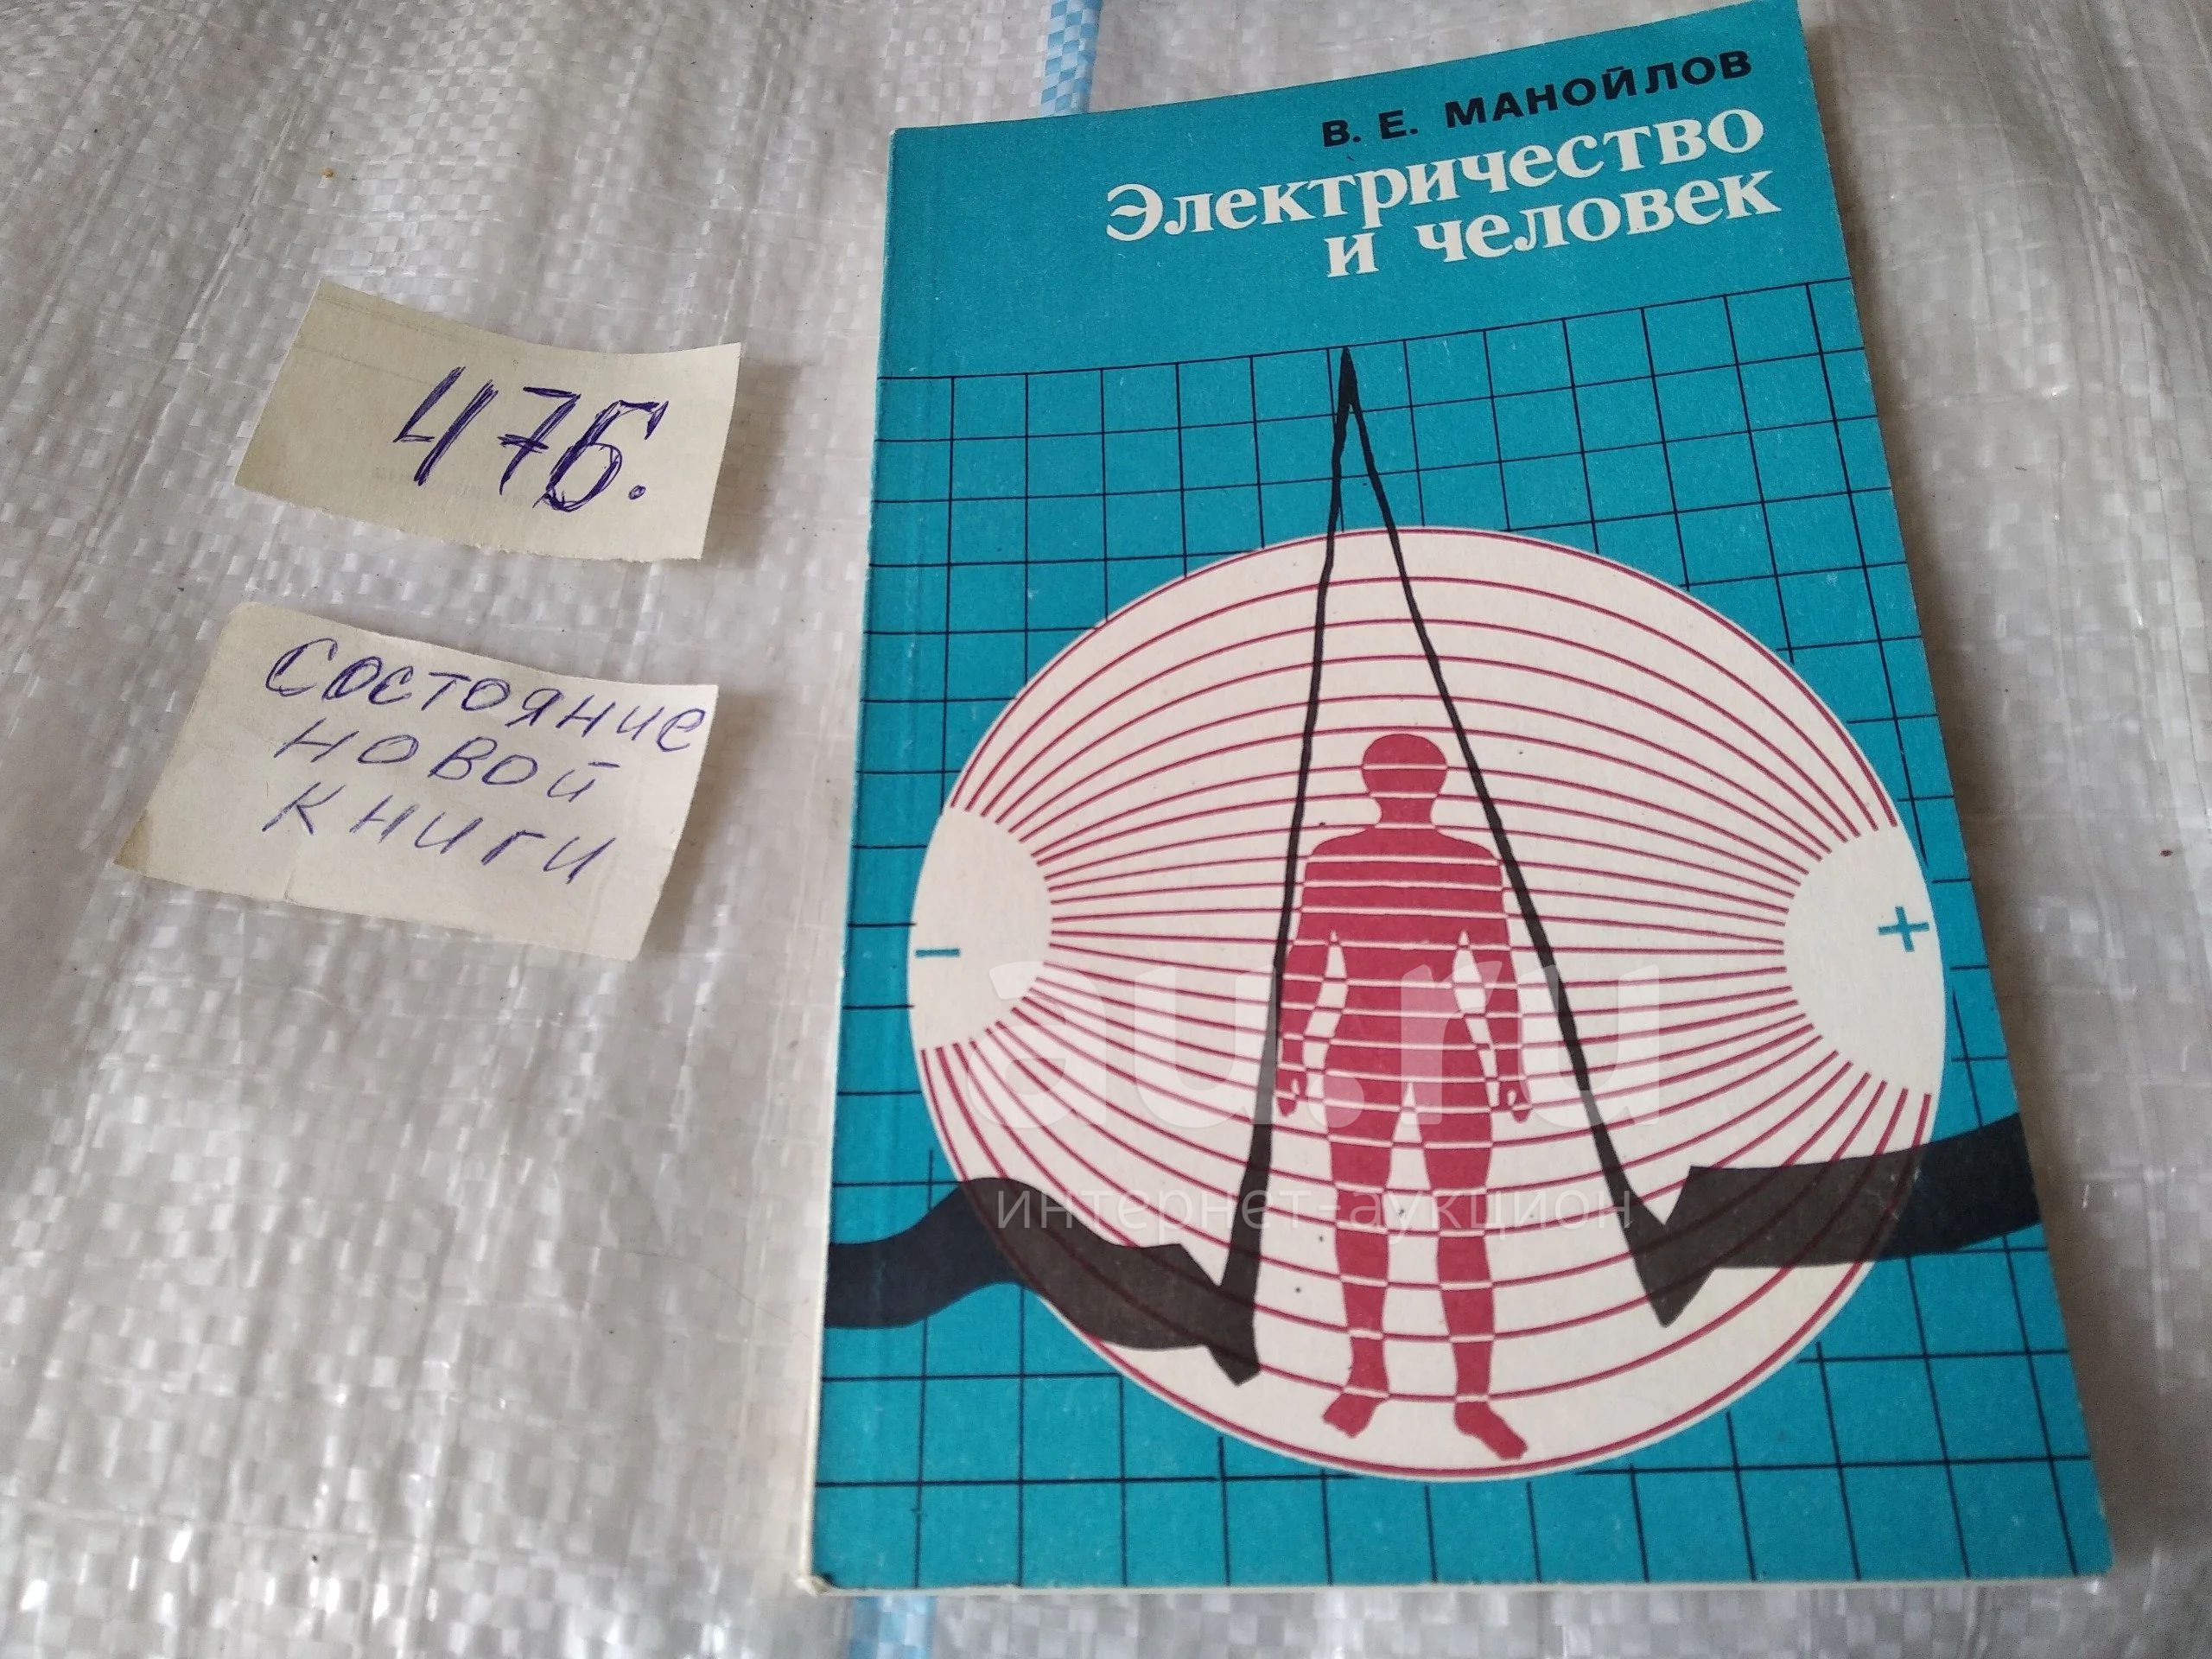 В. Е. МАНОЙЛОВ
Электричество
и человек
476.
Состояние
новой
книги
–
+
au.ru
интернет-аукцион